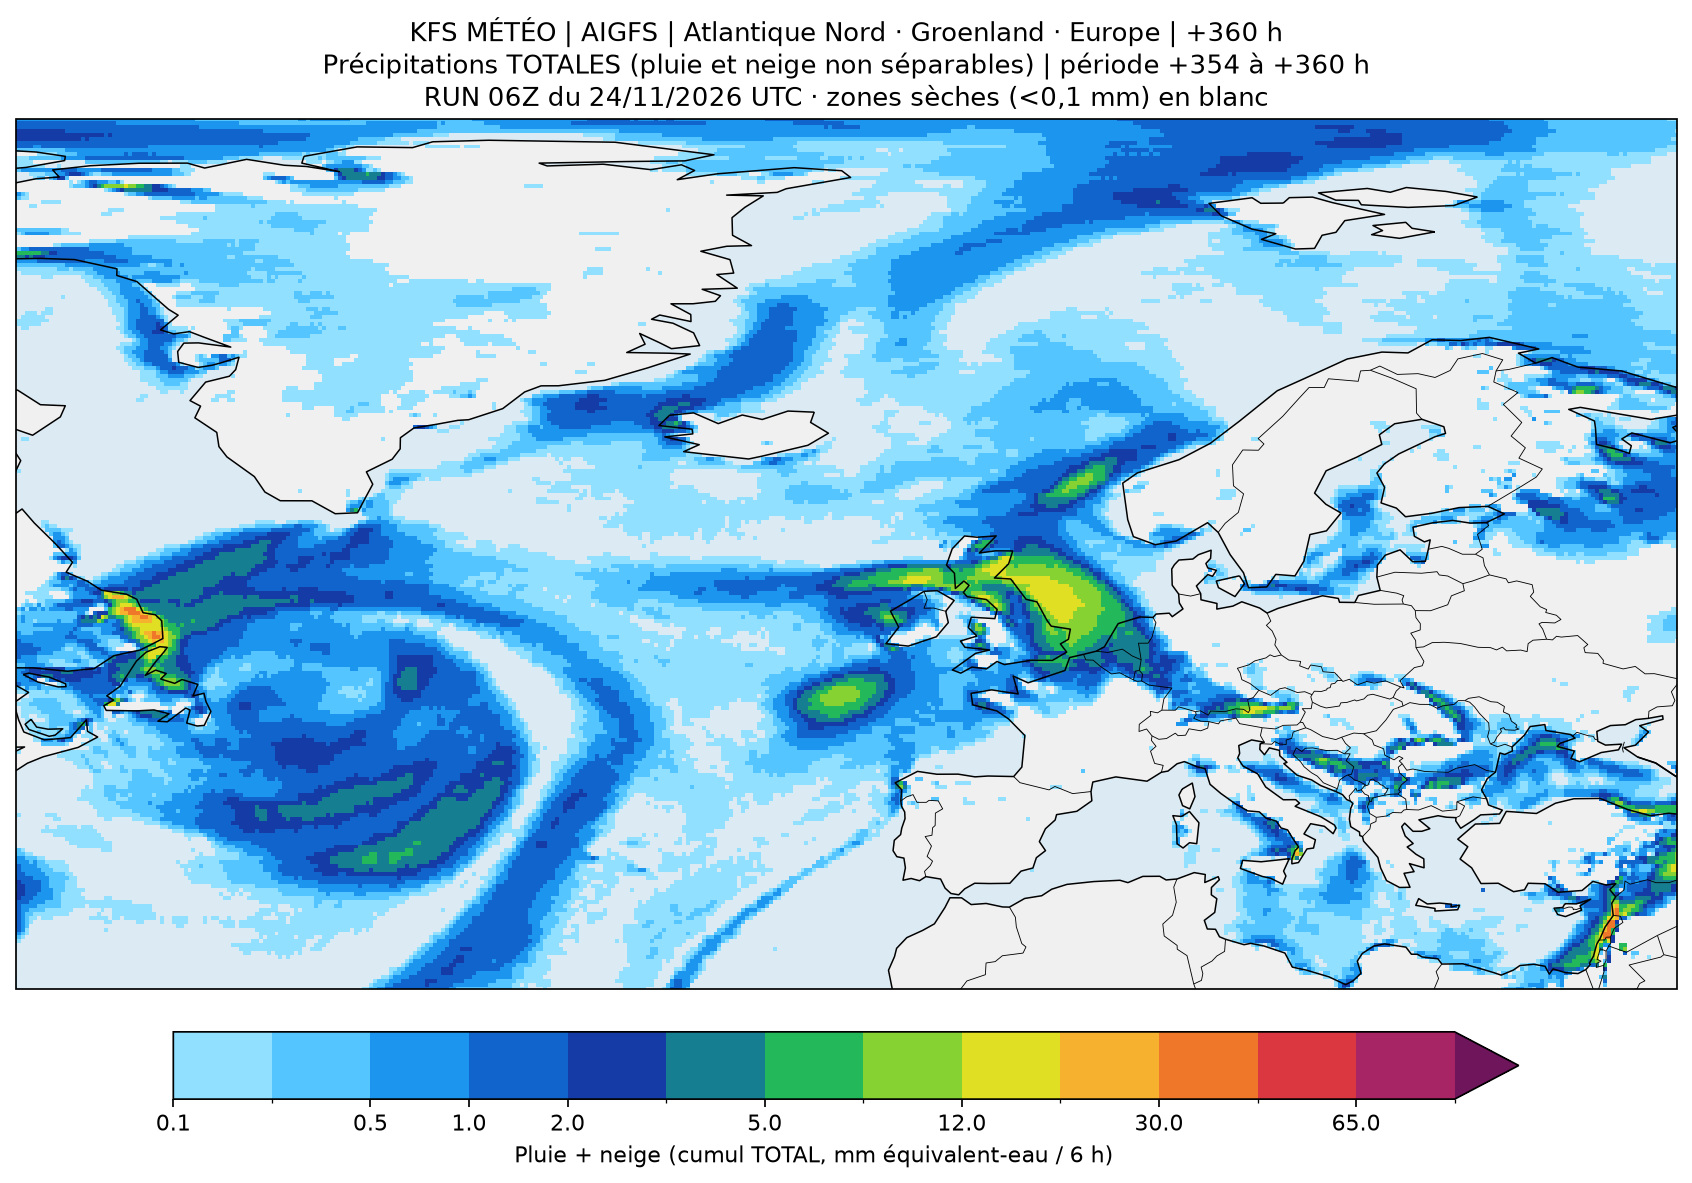 KFS MÉTÉO | AIGFS | Atlantique Nord · Groenland · Europe | +360 h
Précipitations TOTALES (pluie et neige non séparables) | période +354 à +360 h
RUN 06Z du 24/11/2026 UTC · zones sèches (<0,1 mm) en blanc
0.1 0.5 1.0 2.0 5.0 12.0 30.0 65.0
Pluie + neige (cumul TOTAL, mm équivalent-eau / 6 h)